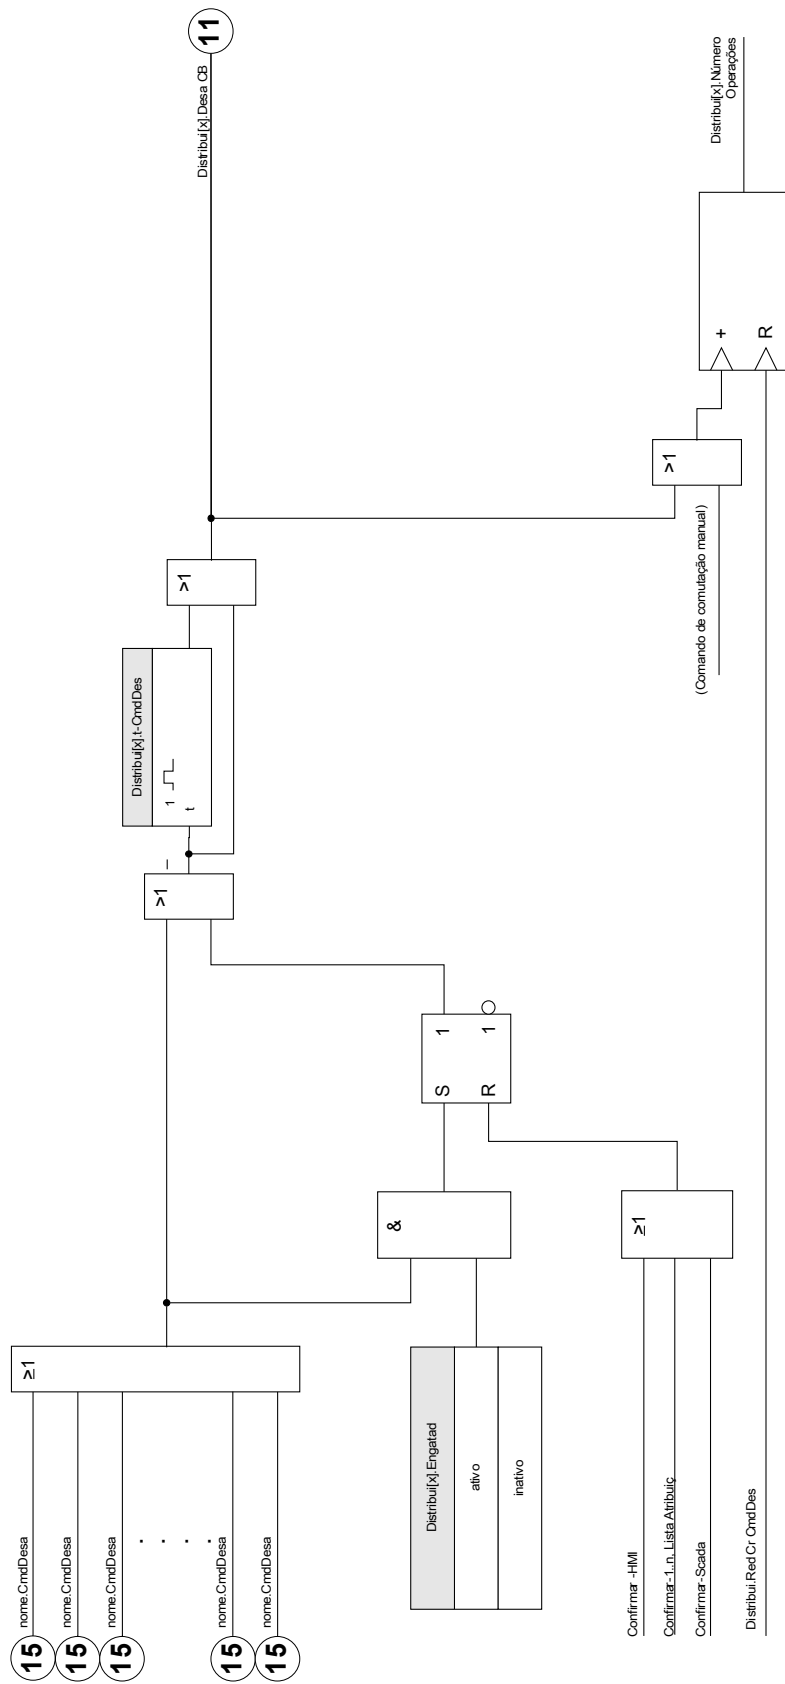 15
nome.CmdDesa
15
nome.CmdDesa
15
nome.CmdDesa
. . . .
15
nome.CmdDesa
15
nome.CmdDesa
≥1
Distribui[x].Engatad
ativo
inativo
&
Confirmar -HMI
Confirmar-1..n, Lista Atribuiç
Confirmar-Scada
≥1
Distribui.Red Cr CmdDes
S 1
R 1
>1
Distribui[x].t-CmdDes
1
t
>1
Distribui[x].Desa CB
11
(Comando de comutação manual)
>1
+
R
Distribui[x].Número
Operações